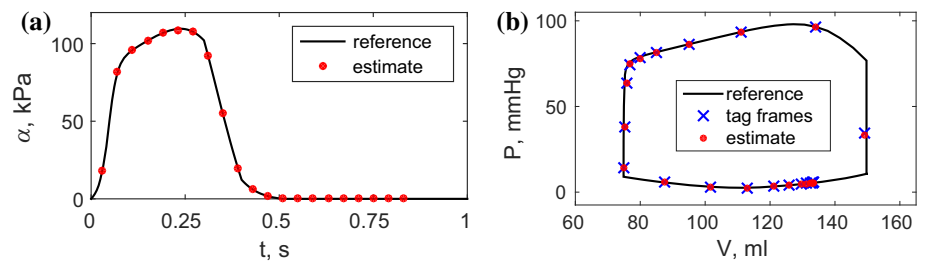 (a)
α, kPa
100
50
0
0
0.25
0.5
0.75
1
t, s
reference
estimate
(b)
P, mmHg
100
50
0
60
80
100
120
140
160
V, ml
reference
tag frames
estimate